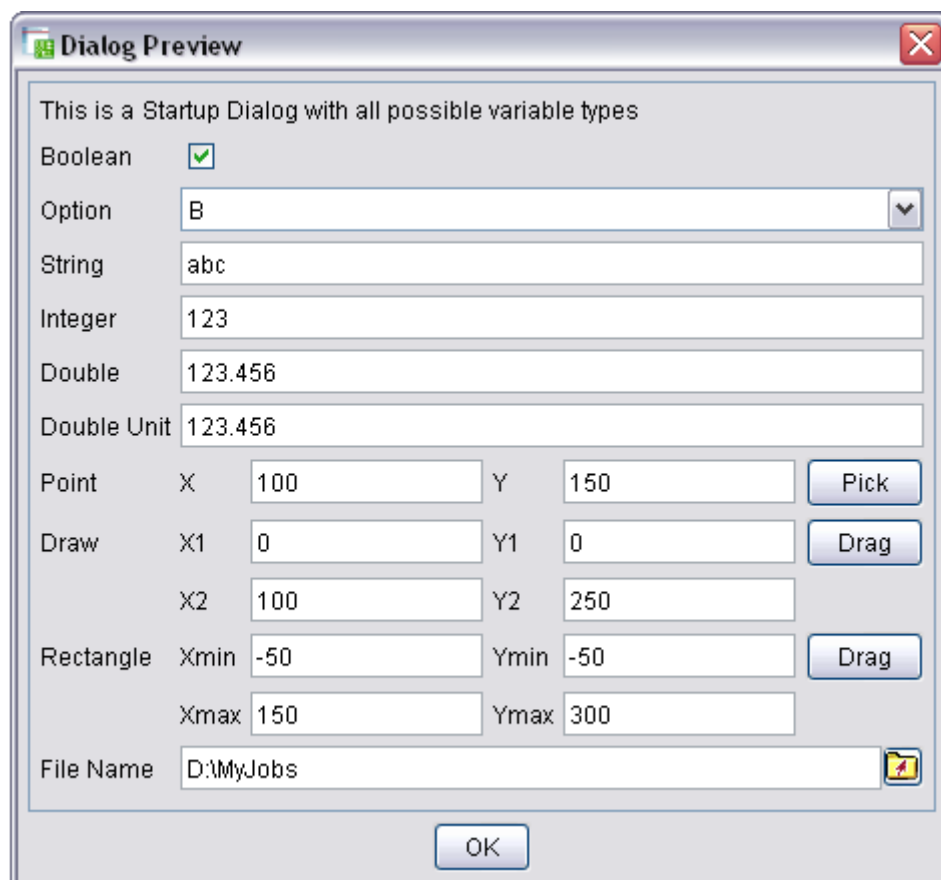 Dialog Preview
This is a Startup Dialog with all possible variable types
Boolean
Option B
String abc
Integer 123
Double 123.456
Double Unit 123.456
Point X 100 Y 150 Pick
Draw X1 0 Y1 0 Drag
X2 100 Y2 250
Rectangle Xmin -50 Ymin -50 Drag
Xmax 150 Ymax 300
File Name D:\MyJobs
OK